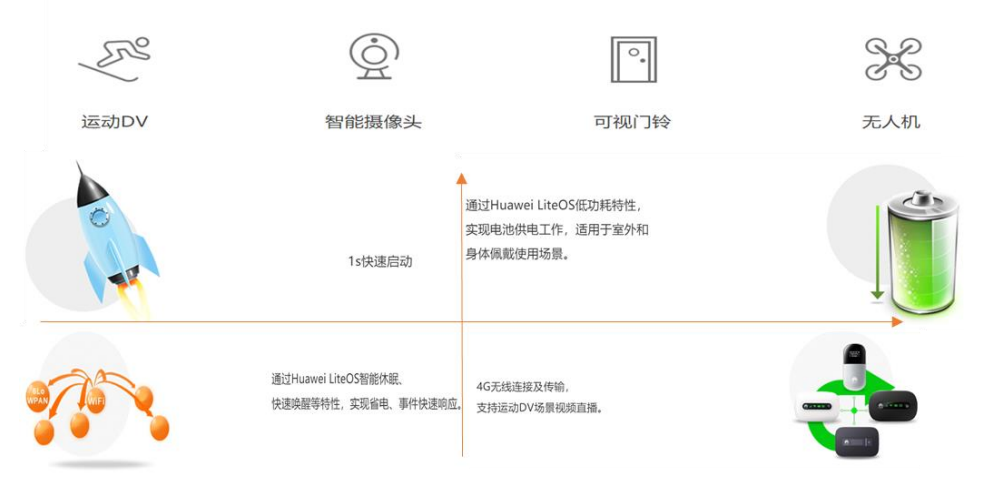 运动DV
智能摄像头
可视门铃
无人机
1s快速启动
通过Huawei LiteOS低功耗特性,
实现电池供电工作，适用于室外和
身体佩戴使用场景。
WPAN
WiFi
通过Huawei LiteOS智能休眠、
快速唤醒等特性，实现省电、事件快速响应。
4G无线连接及传输,
支持运动DV场景视频直播。